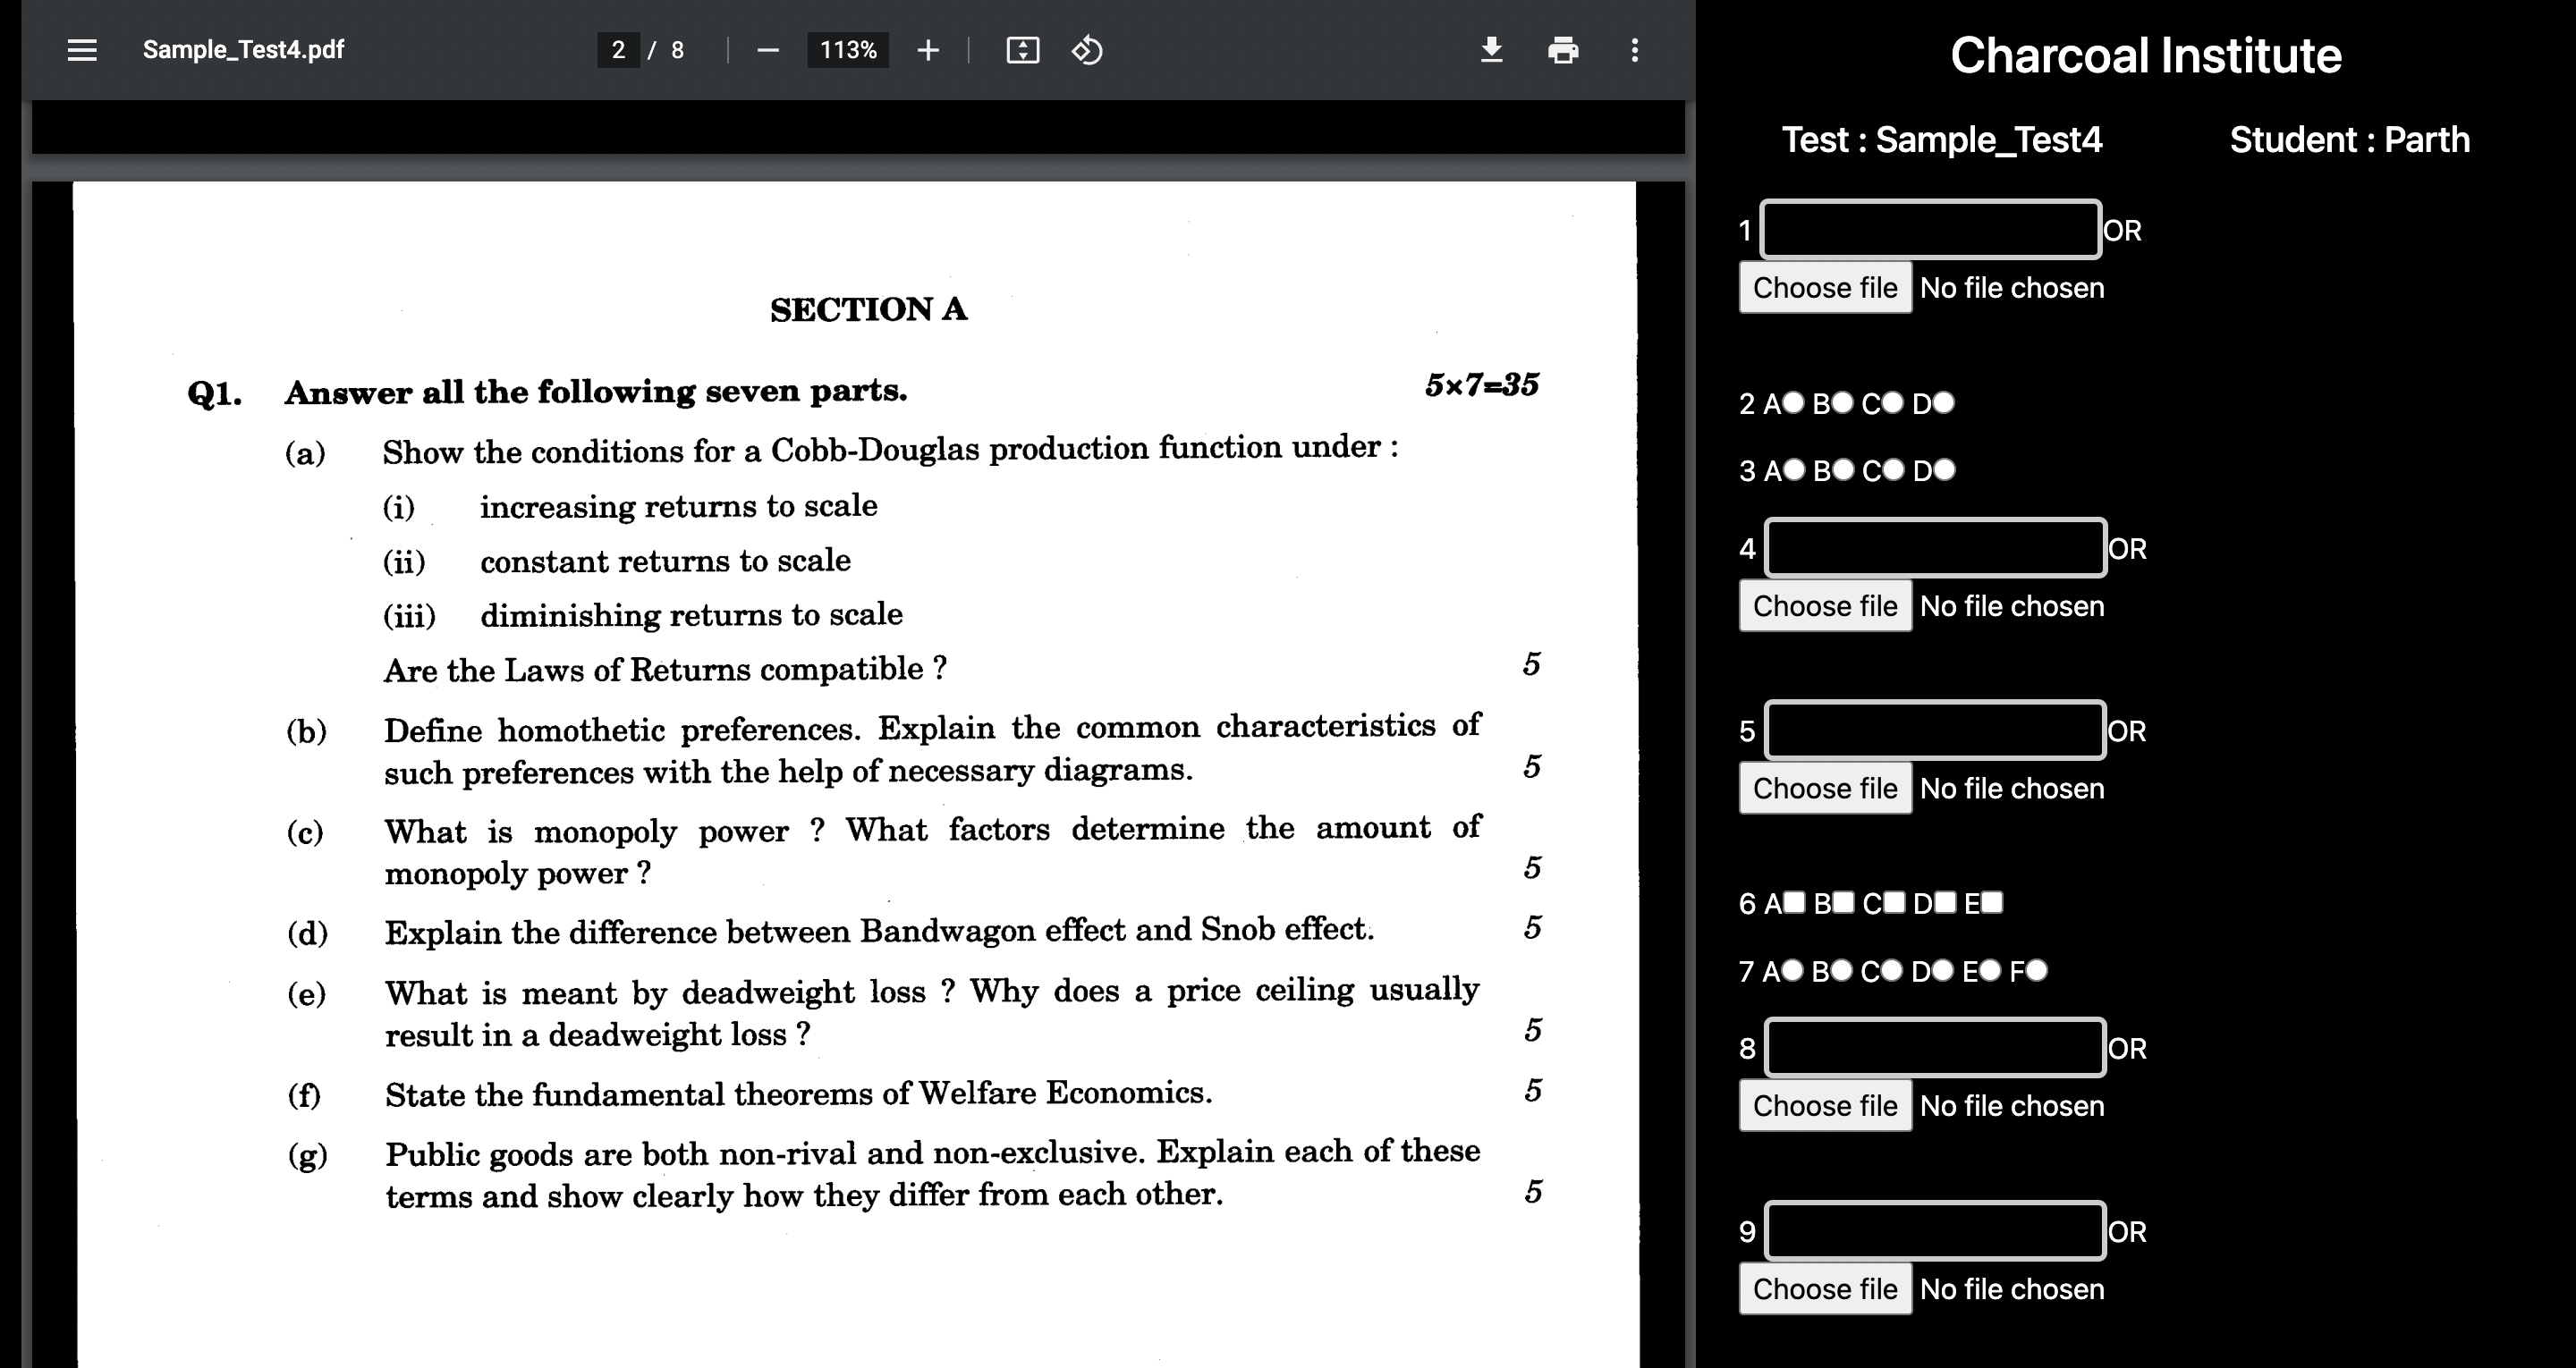 Sample_Test4.pdf
2 / 8
113%
SECTION A
Q1. Answer all the following seven parts. 5×7=35
(a) Show the conditions for a Cobb-Douglas production function under :
(i) increasing returns to scale
(ii) constant returns to scale
(iii) diminishing returns to scale
Are the Laws of Returns compatible ? 5
(b) Define homothetic preferences. Explain the common characteristics of
such preferences with the help of necessary diagrams. 5
(c) What is monopoly power ? What factors determine the amount of
monopoly power ? 5
(d) Explain the difference between Bandwagon effect and Snob effect. 5
(e) What is meant by deadweight loss ? Why does a price ceiling usually
result in a deadweight loss ? 5
(f) State the fundamental theorems of Welfare Economics. 5
(g) Public goods are both non-rival and non-exclusive. Explain each of these
terms and show clearly how they differ from each other. 5
Charcoal Institute
Test : Sample_Test4 Student : Parth
1 OR
Choose file No file chosen
2 A B C D
3 A B C D
4 OR
Choose file No file chosen
5 OR
Choose file No file chosen
6 A B C D E
7 A B C D E F
8 OR
Choose file No file chosen
9 OR
Choose file No file chosen